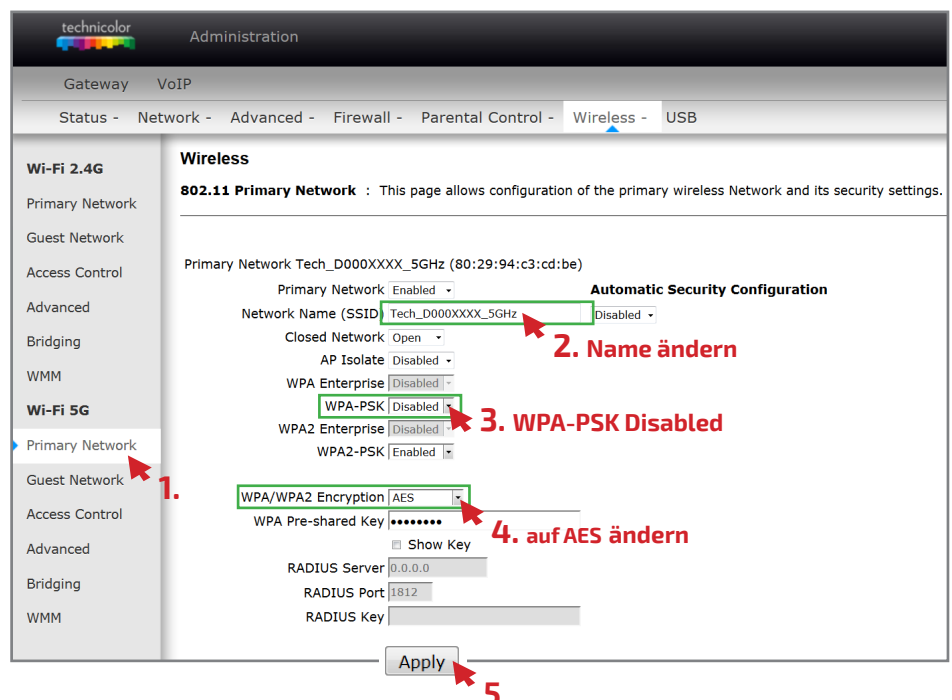 technicolor
Administration
Gateway VoIP
Status - Network - Advanced - Firewall - Parental Control - Wireless - USB
Wi-Fi 2.4G
Primary Network
Guest Network
Access Control
Advanced
Bridging
WMM
Wi-Fi 5G
Primary Network
1.
Guest Network
Access Control
Advanced
Bridging
WMM
Wireless
802.11 Primary Network : This page allows configuration of the primary wireless Network and its security settings.
Primary Network Tech_D000XXXX_5GHz (80:29:94:c3:cd:be)
Primary Network Enabled
Automatic Security Configuration
Network Name (SSID) Tech_D000XXXX_5GHz
Disabled
2. Name ändern
Closed Network Open
AP Isolate Disabled
WPA Enterprise Disabled
WPA-PSK Disabled
3. WPA-PSK Disabled
WPA2 Enterprise Disabled
WPA2-PSK Enabled
WPA/WPA2 Encryption AES
4. auf AES ändern
WPA Pre-shared Key ••••••••
Show Key
RADIUS Server 0.0.0.0
RADIUS Port 1812
RADIUS Key
Apply
5